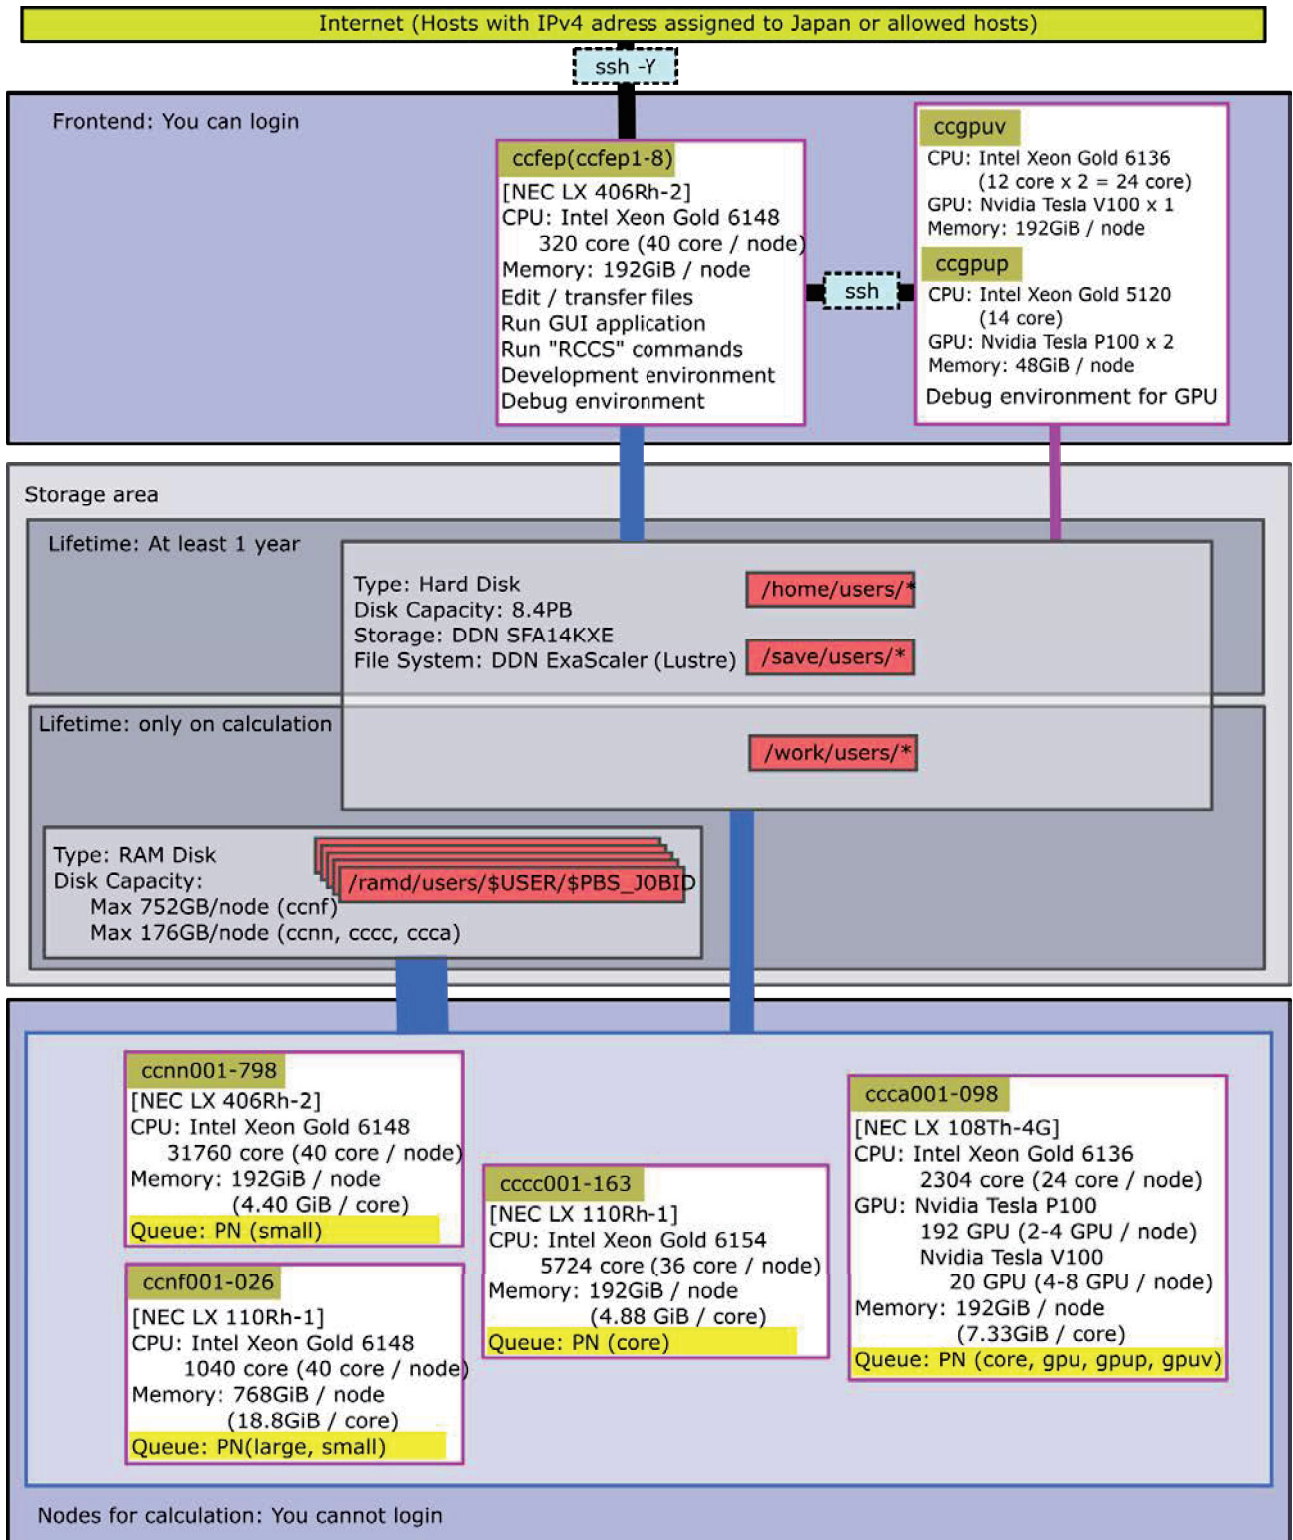 Internet (Hosts with IPv4 adress assigned to Japan or allowed hosts)
ssh -Y
Frontend: You can login
ccfep(ccfep1-8)
[NEC LX 406Rh-2]
CPU: Intel Xeon Gold 6148
320 core (40 core / node)
Memory: 192GiB / node
Edit / transfer files
Run GUI application
Run "RCCS" commands
Development environment
Debug environment
ssh
ccgpuv
CPU: Intel Xeon Gold 6136
(12 core x 2 = 24 core)
GPU: Nvidia Tesla V100 x 1
Memory: 192GiB / node
ccgpup
CPU: Intel Xeon Gold 5120
(14 core)
GPU: Nvidia Tesla P100 x 2
Memory: 48GiB / node
Debug environment for GPU
Storage area
Lifetime: At least 1 year
Type: Hard Disk
Disk Capacity: 8.4PB
Storage: DDN SFA14KXE
File System: DDN ExaScaler (Lustre)
/home/users/*
/save/users/*
Lifetime: only on calculation
/work/users/*
Type: RAM Disk
Disk Capacity:
Max 752GB/node (ccnf)
Max 176GB/node (ccnn, cccc, ccca)
/ramd/users/$USER/$PBS_JOBID
ccnn001-798
[NEC LX 406Rh-2]
CPU: Intel Xeon Gold 6148
31760 core (40 core / node)
Memory: 192GiB / node
(4.40 GiB / core)
Queue: PN (small)
ccnf001-026
[NEC LX 110Rh-1]
CPU: Intel Xeon Gold 6148
1040 core (40 core / node)
Memory: 768GiB / node
(18.8GiB / core)
Queue: PN(large, small)
cccc001-163
[NEC LX 110Rh-1]
CPU: Intel Xeon Gold 6154
5724 core (36 core / node)
Memory: 192GiB / node
(4.88 GiB / core)
Queue: PN (core)
ccca001-098
[NEC LX 108Th-4G]
CPU: Intel Xeon Gold 6136
2304 core (24 core / node)
GPU: Nvidia Tesla P100
192 GPU (2-4 GPU / node)
Nvidia Tesla V100
20 GPU (4-8 GPU / node)
Memory: 192GiB / node
(7.33GiB / core)
Queue: PN (core, gpu, gpup, gpuv)
Nodes for calculation: You cannot login